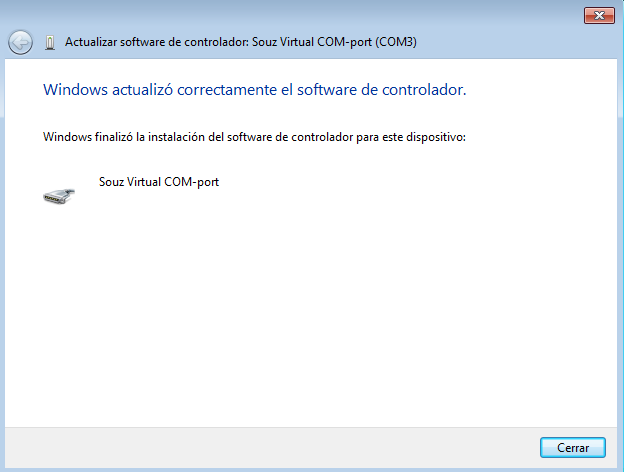 Actualizar software de controlador: Souz Virtual COM-port (COM3)
Windows actualizó correctamente el software de controlador.
Windows finalizó la instalación del software de controlador para este dispositivo:
Souz Virtual COM-port
Cerrar